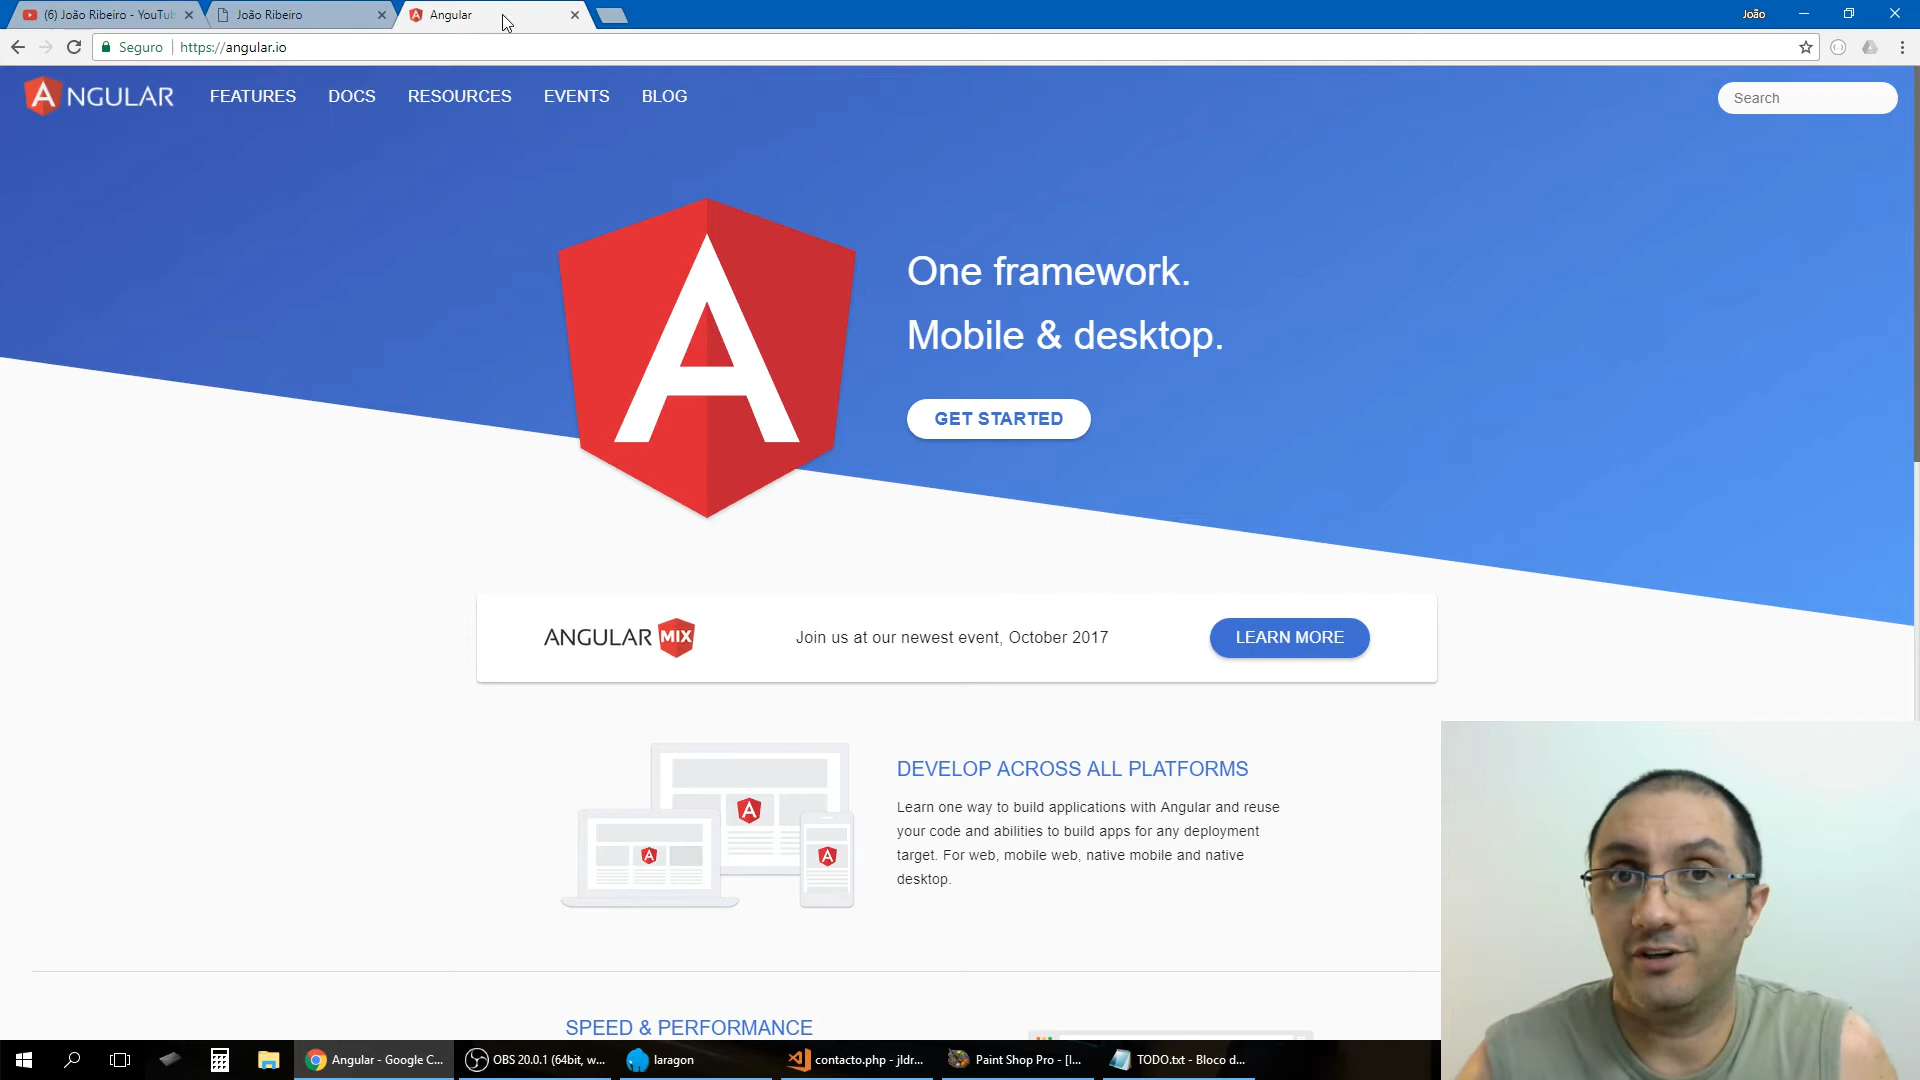 (6) João Ribeiro - YouTub
João Ribeiro
Angular
João
Seguro
https://angular.io
ANGULAR
FEATURES
DOCS
RESOURCES
EVENTS
BLOG
Search
One framework.
Mobile & desktop.
GET STARTED
ANGULAR MIX
Join us at our newest event, October 2017
LEARN MORE
DEVELOP ACROSS ALL PLATFORMS
Learn one way to build applications with Angular and reuse
your code and abilities to build apps for any deployment
target. For web, mobile web, native mobile and native
desktop.
SPEED & PERFORMANCE
Angular - Google C...
OBS 20.0.1 (64bit, w...
laragon
contacto.php - jldr...
Paint Shop Pro - [I...
TODO.txt - Bloco d...